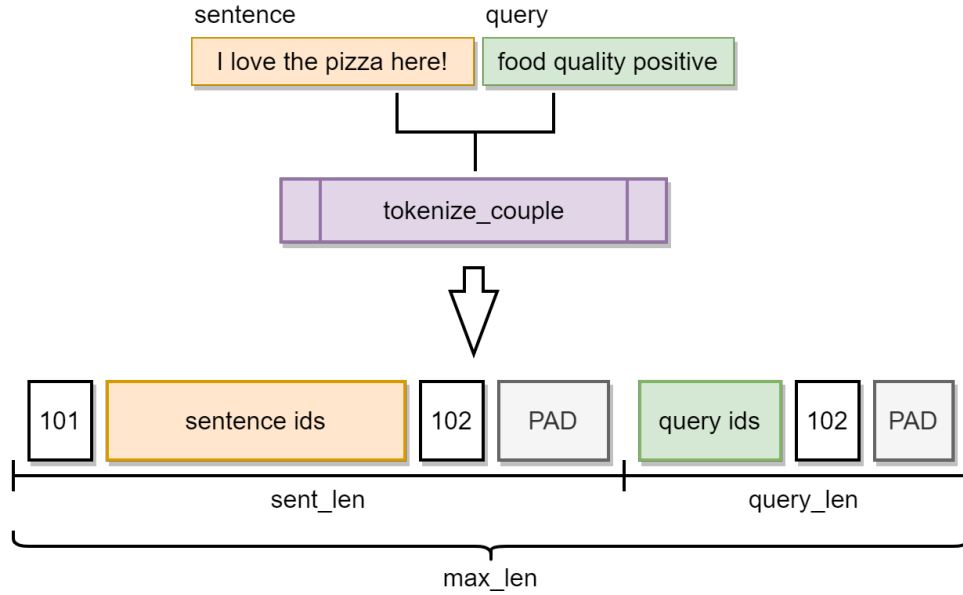 sentence query
I love the pizza here! food quality positive
tokenize_couple
101 sentence ids 102 PAD query ids 102 PAD
sent_len query_len
max_len